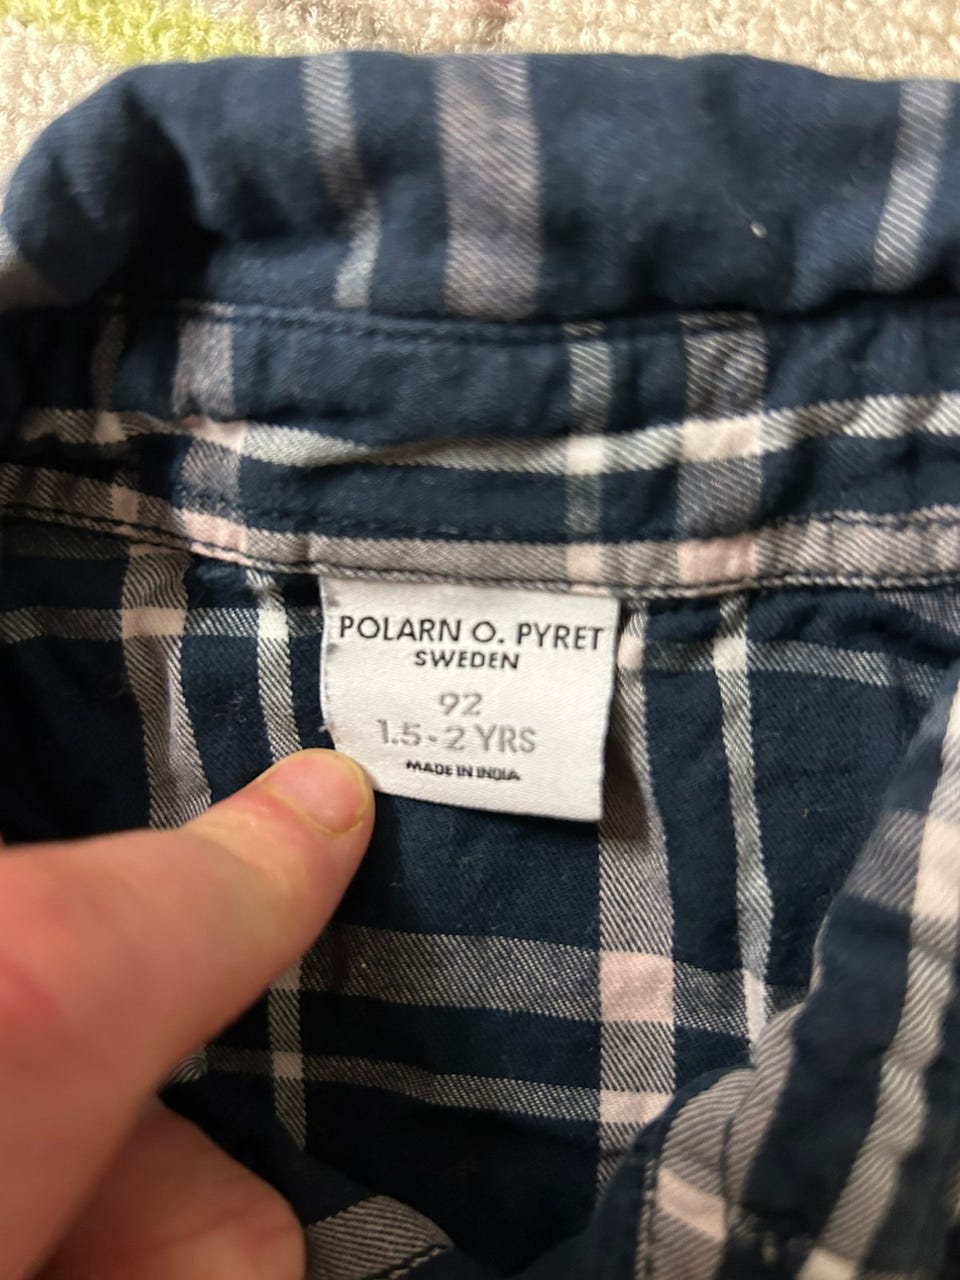 POLARN O. PYRET
SWEDEN
92
1.5-2 YRS
MADE IN INDIA